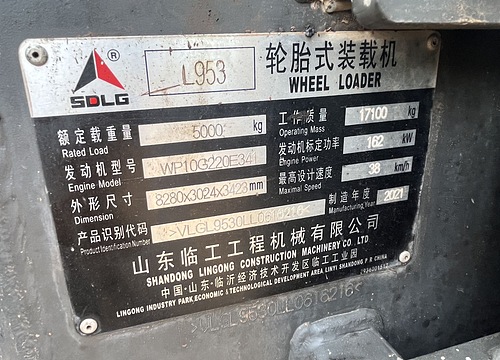 SDLG ®
L953
轮胎式装载机
WHEEL LOADER
额定载重量 5000 kg
Rated Load
工作质量 17100 kg
Operating Mass
发动机型号 WP10G220E341
Engine Model
发动机标定功率 162 kW
Engine Power
外形尺寸 8280x3024x3423 mm
Dimension
最高设计速度 38 km/h
Maximal Speed
产品识别代码 >VLGL9530LL0616216<
Product Identification Number
制造年度 2021
Manufacturing Year
山东临工工程机械有限公司
SHANDONG LINGONG CONSTRUCTION MACHINERY CO. LTD
中国·山东·临沂经济技术开发区临工工业园
LINGONG INDUSTRY PARK,ECONOMIC & TECHNOLOGICAL DEVELOPMENT AREA LINYI SHANDONG P R CHINA
>VLGL9530LL0616216<